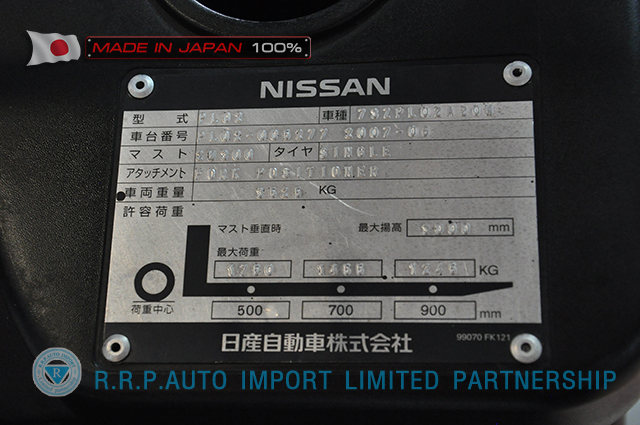 MADE IN JAPAN 100%
NISSAN
型 式 車種
車台番号 2007-06
マスト タイヤ SINGLE
アタッチメント FORK POSITIONER
車両重量 KG
許容荷重
マスト垂直時 最大揚高 mm
最大荷重
KG
荷重中心 500 700 900 mm
日産自動車株式会社 99070 FK121
R.R.P.AUTO IMPORT LIMITED PARTNERSHIP